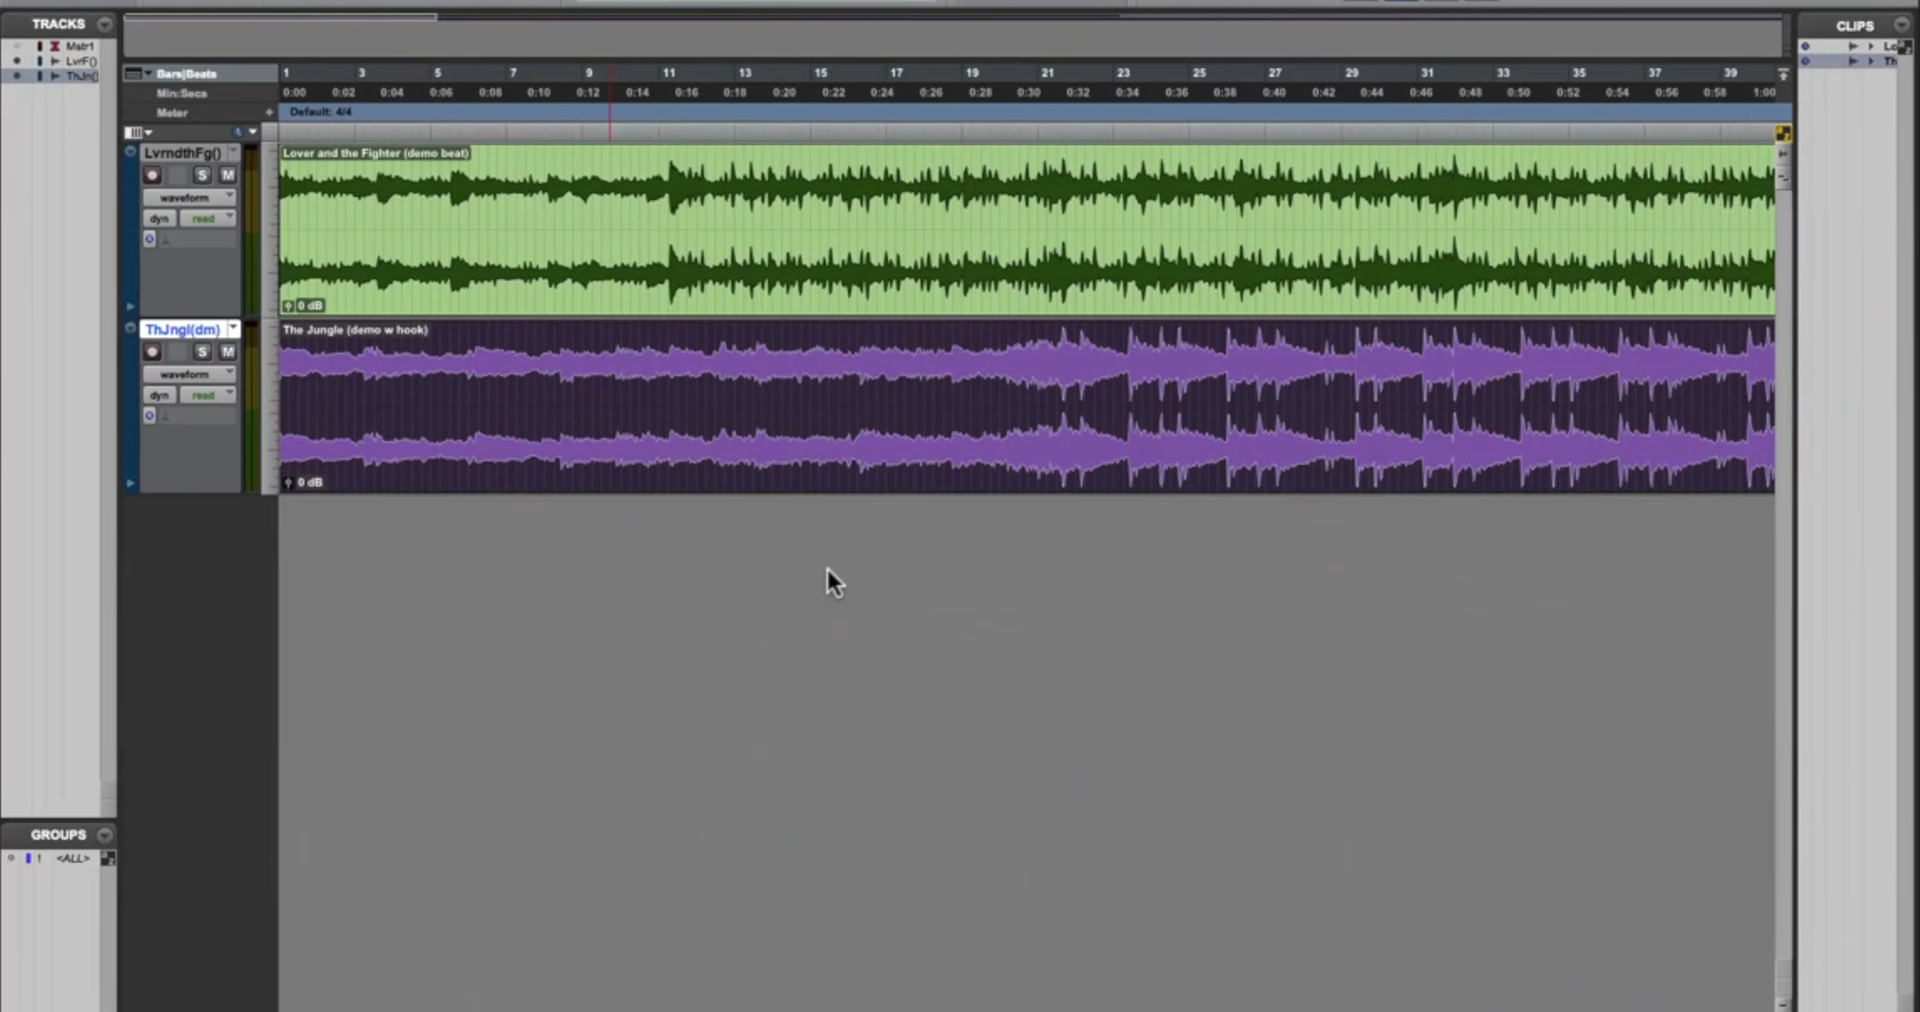 TRACKS
Mstr1
LvrF()
ThJn()
CLIPS
Lo
Th
Bars|Beats
1 3 5 7 9 11 13 15 17 19 21 23 25 27 29 31 33 35 37 39
Min:Secs
0:00 0:02 0:04 0:06 0:08 0:10 0:12 0:14 0:16 0:18 0:20 0:22 0:24 0:26 0:28 0:30 0:32 0:34 0:36 0:38 0:40 0:42 0:44 0:46 0:48 0:50 0:52 0:54 0:56 0:58 1:00
Meter
Default: 4/4
LvrndthFg()
S M
waveform
dyn read
Lover and the Fighter (demo beat)
0 dB
ThJngl(dm)
S M
waveform
dyn read
The Jungle (demo w hook)
0 dB
GROUPS
! <ALL>